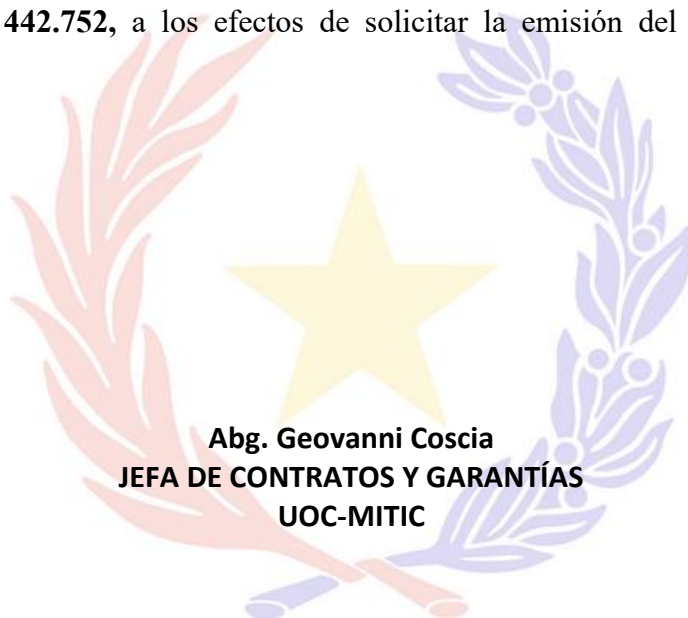 442.752, a los efectos de solicitar la emisión del
Abg. Geovanni Coscia
JEFA DE CONTRATOS Y GARANTÍAS
UOC-MITIC